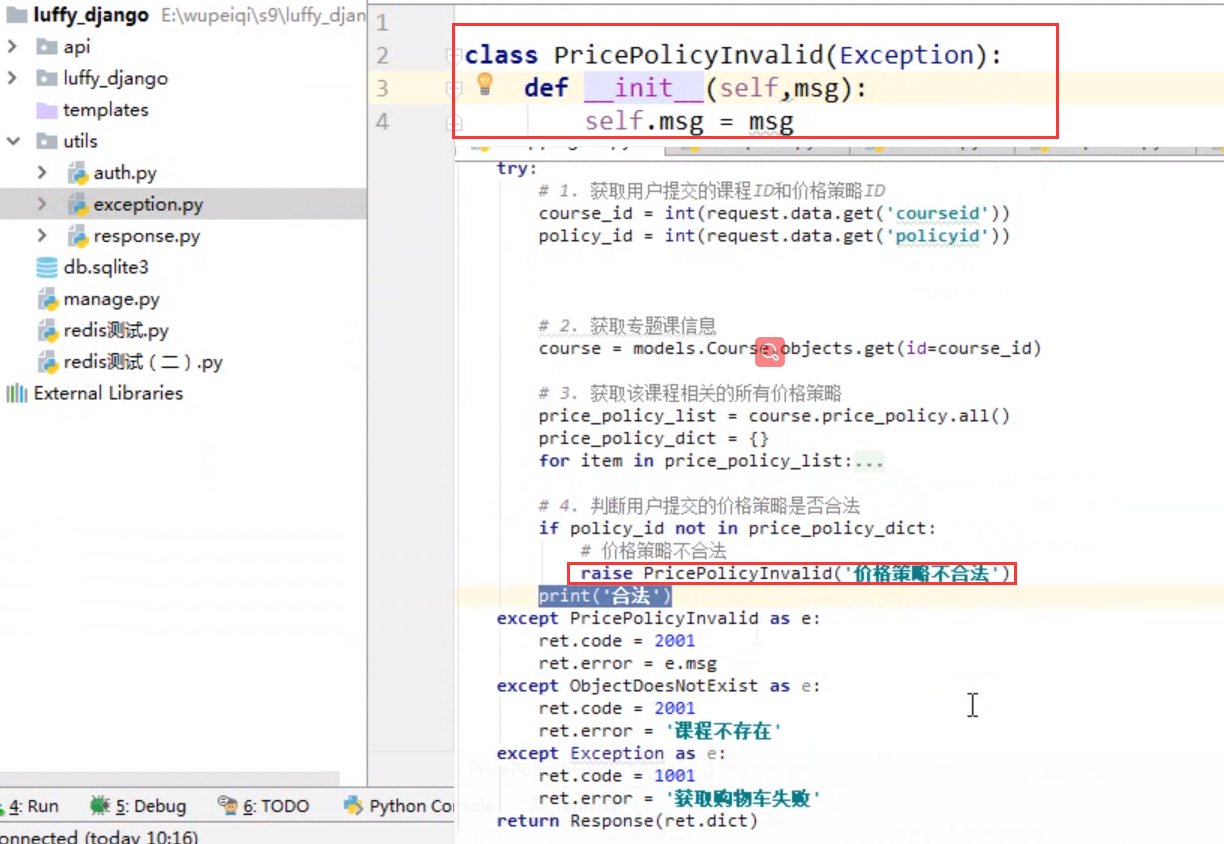 luffy_django E:\wupeiqi\s9\luffy_djan
api
luffy_django
templates
utils
auth.py
exception.py
response.py
db.sqlite3
manage.py
redis测试.py
redis测试（二）.py
External Libraries
1
2 class PricePolicyInvalid(Exception):
3 def __init__(self,msg):
4 self.msg = msg
try:
# 1. 获取用户提交的课程ID和价格策略ID
course_id = int(request.data.get('courseid'))
policy_id = int(request.data.get('policyid'))
# 2. 获取专题课信息
course = models.Course.objects.get(id=course_id)
# 3. 获取该课程相关的所有价格策略
price_policy_list = course.price_policy.all()
price_policy_dict = {}
for item in price_policy_list:...
# 4. 判断用户提交的价格策略是否合法
if policy_id not in price_policy_dict:
# 价格策略不合法
raise PricePolicyInvalid('价格策略不合法')
print('合法')
except PricePolicyInvalid as e:
ret.code = 2001
ret.error = e.msg
except ObjectDoesNotExist as e:
ret.code = 2001
ret.error = '课程不存在'
except Exception as e:
ret.code = 1001
ret.error = '获取购物车失败'
return Response(ret.dict)
4: Run 5: Debug 6: TODO Python Console
onnected (today 10:16)